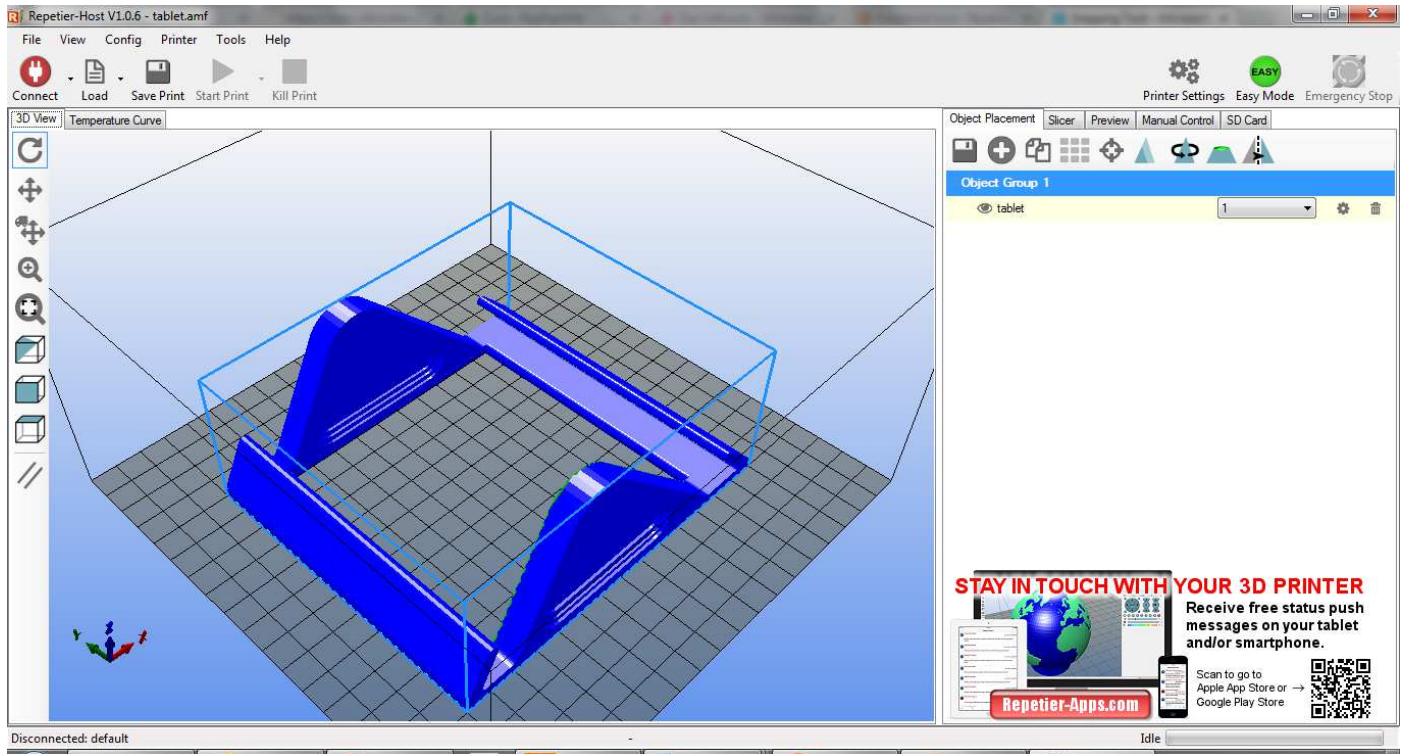 Repetier-Host V1.0.6 - tablet.amf
File View Config Printer Tools Help
Connect Load Save Print Start Print Kill Print Printer Settings Easy Mode Emergency Stop
EASY
3D View Temperature Curve
Object Placement Slicer Preview Manual Control SD Card
Object Group 1
tablet 1
STAY IN TOUCH WITH YOUR 3D PRINTER
Receive free status push
messages on your tablet
and/or smartphone.
Scan to go to
Apple App Store or →
Google Play Store
Repetier-Apps.com
Disconnected: default - Idle